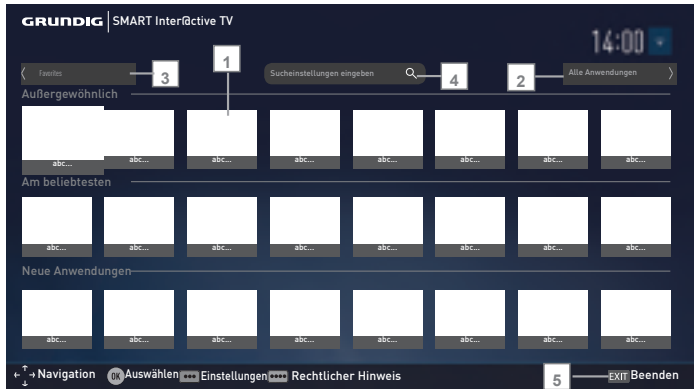 GRUNDIG SMART Inter@ctive TV
14:00
Favorites
3
1
Sucheinstellungen eingeben
4
2
Alle Anwendungen
Außergewöhnlich
abc... abc... abc... abc... abc... abc... abc... abc...
Am beliebtesten
abc... abc... abc... abc... abc... abc... abc... abc...
Neue Anwendungen
abc... abc... abc... abc... abc... abc... abc... abc...
Navigation OK Auswählen Einstellungen Rechtlicher Hinweis 5 EXIT Beenden